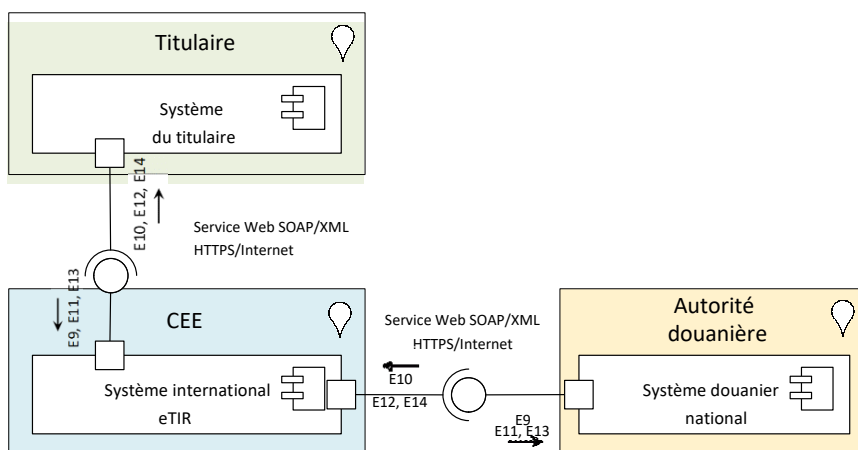 Titulaire
Système
du titulaire
E10, E12, E14
Service Web SOAP/XML
HTTPS/Internet
E9, E11, E13
CEE
Système international
eTIR
Service Web SOAP/XML
HTTPS/Internet
E10
E12, E14
E9
E11, E13
Autorité
douanière
Système douanier
national